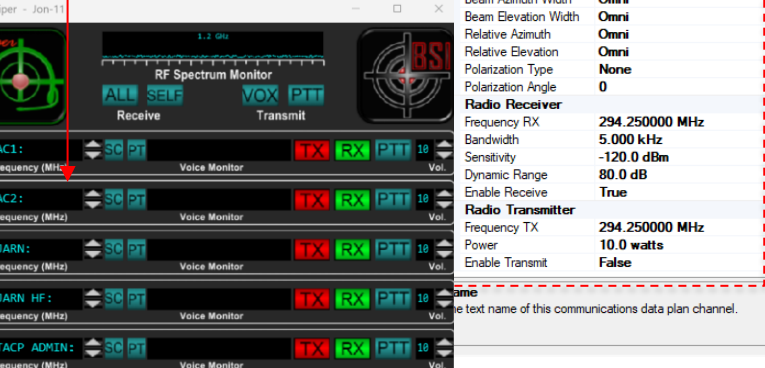 iper - Jon-11
1.2 GHz
RF Spectrum Monitor
ALL SELF VOX PTT
Receive Transmit
BSI
AC1: SC PT TX RX PTT 10
equency (MHz) Voice Monitor Vol.
AC2: SC PT TX RX PTT 10
equency (MHz) Voice Monitor Vol.
JARN: SC PT TX RX PTT 10
equency (MHz) Voice Monitor Vol.
JARN HF: SC PT TX RX PTT 10
equency (MHz) Voice Monitor Vol.
TACP ADMIN: SC PT TX RX PTT 10
equency (MHz) Voice Monitor Vol.
Beam Azimuth Width Omni
Beam Elevation Width Omni
Relative Azimuth Omni
Relative Elevation Omni
Polarization Type None
Polarization Angle 0
Radio Receiver
Frequency RX 294.250000 MHz
Bandwidth 5.000 kHz
Sensitivity -120.0 dBm
Dynamic Range 80.0 dB
Enable Receive True
Radio Transmitter
Frequency TX 294.250000 MHz
Power 10.0 watts
Enable Transmit False
ame
e text name of this communications data plan channel.